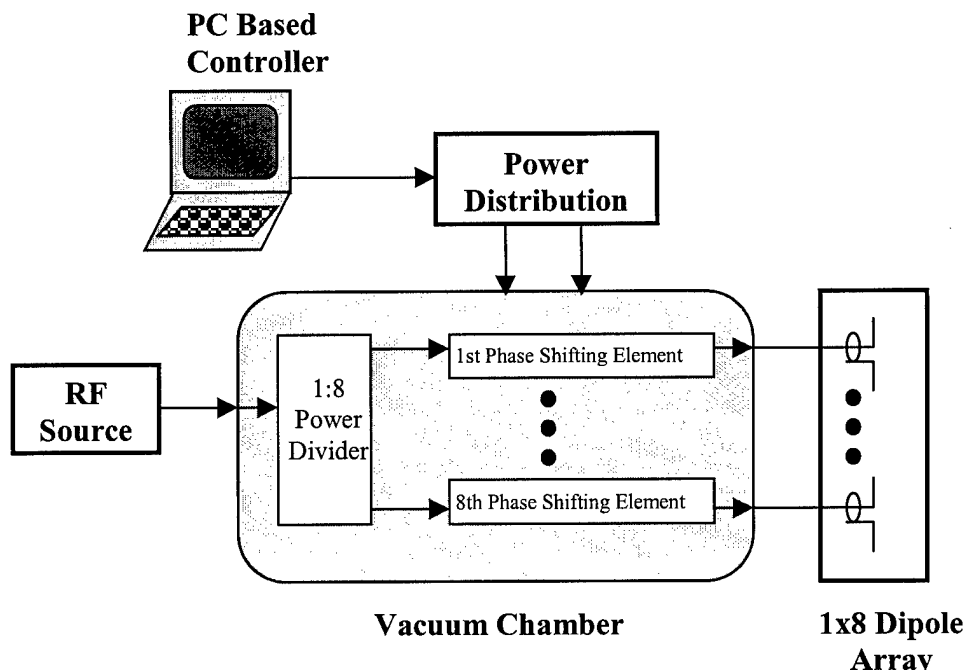 PC Based
Controller
Power
Distribution
RF
Source
1:8
Power
Divider
1st Phase Shifting Element
8th Phase Shifting Element
Vacuum Chamber
1x8 Dipole
Array